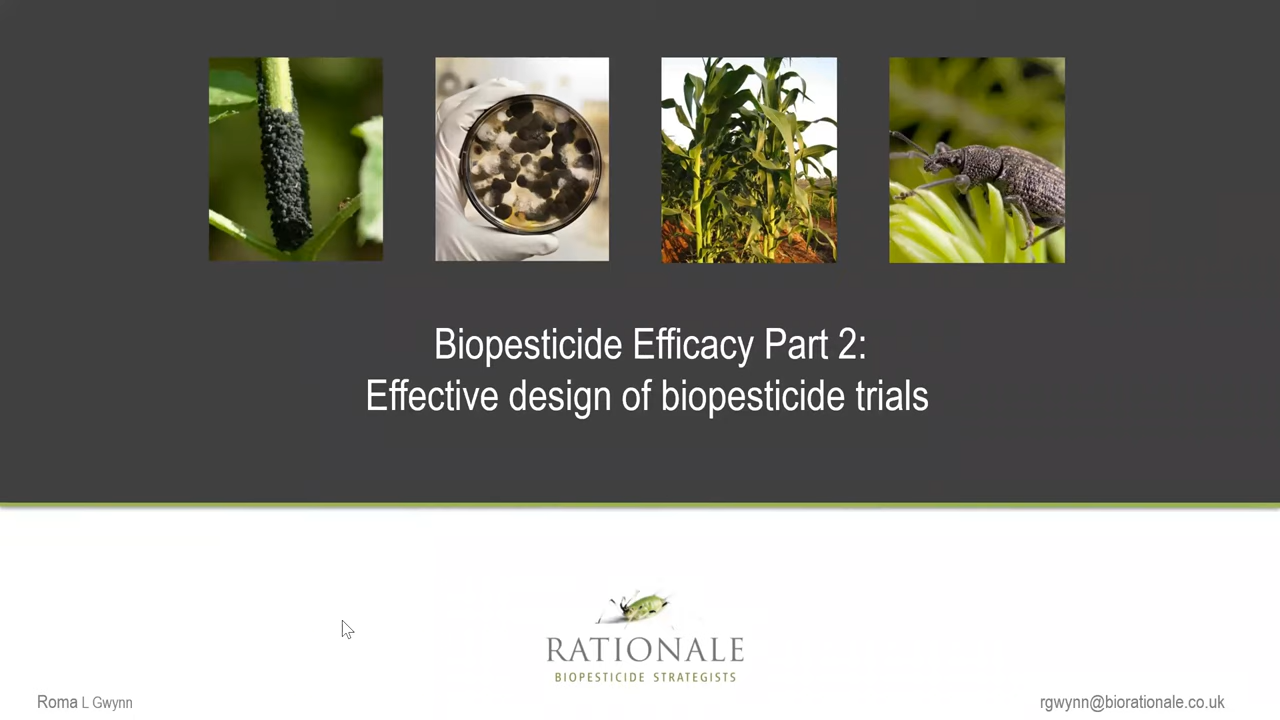 Biopesticide Efficacy Part 2:
Effective design of biopesticide trials
RATIONALE
BIOPESTICIDE STRATEGISTS
Roma L Gwynn
rgwynn@biorationale.co.uk